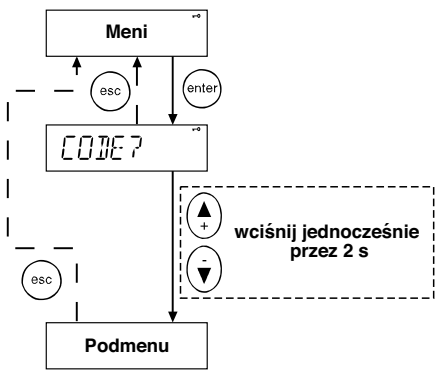 Meni
esc
enter
CODE?
+
wciśnij jednocześnie
przez 2 s
-
esc
Podmenu